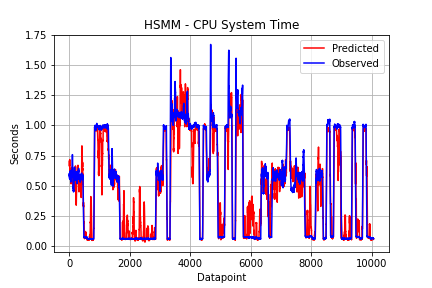 HSMM - CPU System Time
Predicted
Observed
Seconds
1.75
1.50
1.25
1.00
0.75
0.50
0.25
0.00
0 2000 4000 6000 8000 10000
Datapoint